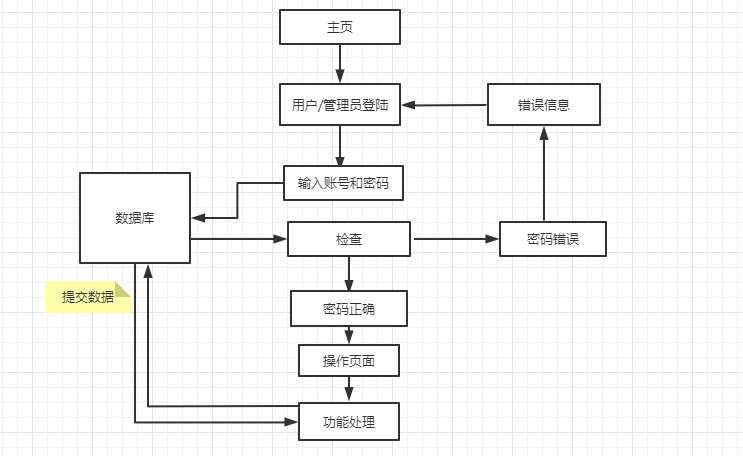 主页
用户/管理员登陆
错误信息
输入账号和密码
数据库
检查
密码错误
提交数据
密码正确
操作页面
功能处理